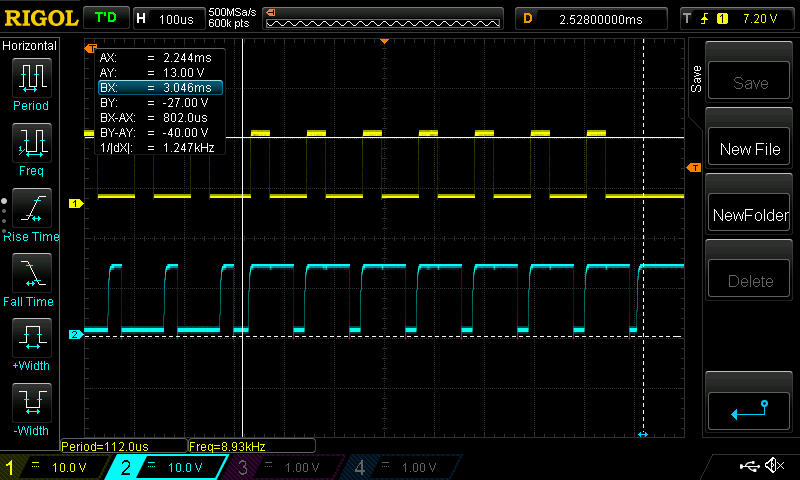 RIGOL T'D H 100us 500MSa/s 600k pts D 2.52800000ms T 1 7.20 V
Horizontal
Period
Freq
Rise Time
Fall Time
+Width
-Width
T
AX: = 2.244ms
AY: = 13.00 V
BX: = 3.046ms
BY: = -27.00 V
BX-AX: = 802.0us
BY-AY: = -40.00 V
1/|dX|: = 1.247kHz
T
1
2
Save
Save
New File
NewFolder
Delete
Period=112.0us Freq=8.93kHz
1 = 10.0 V 2 = 10.0 V 3 = 1.00 V 4 = 1.00 V